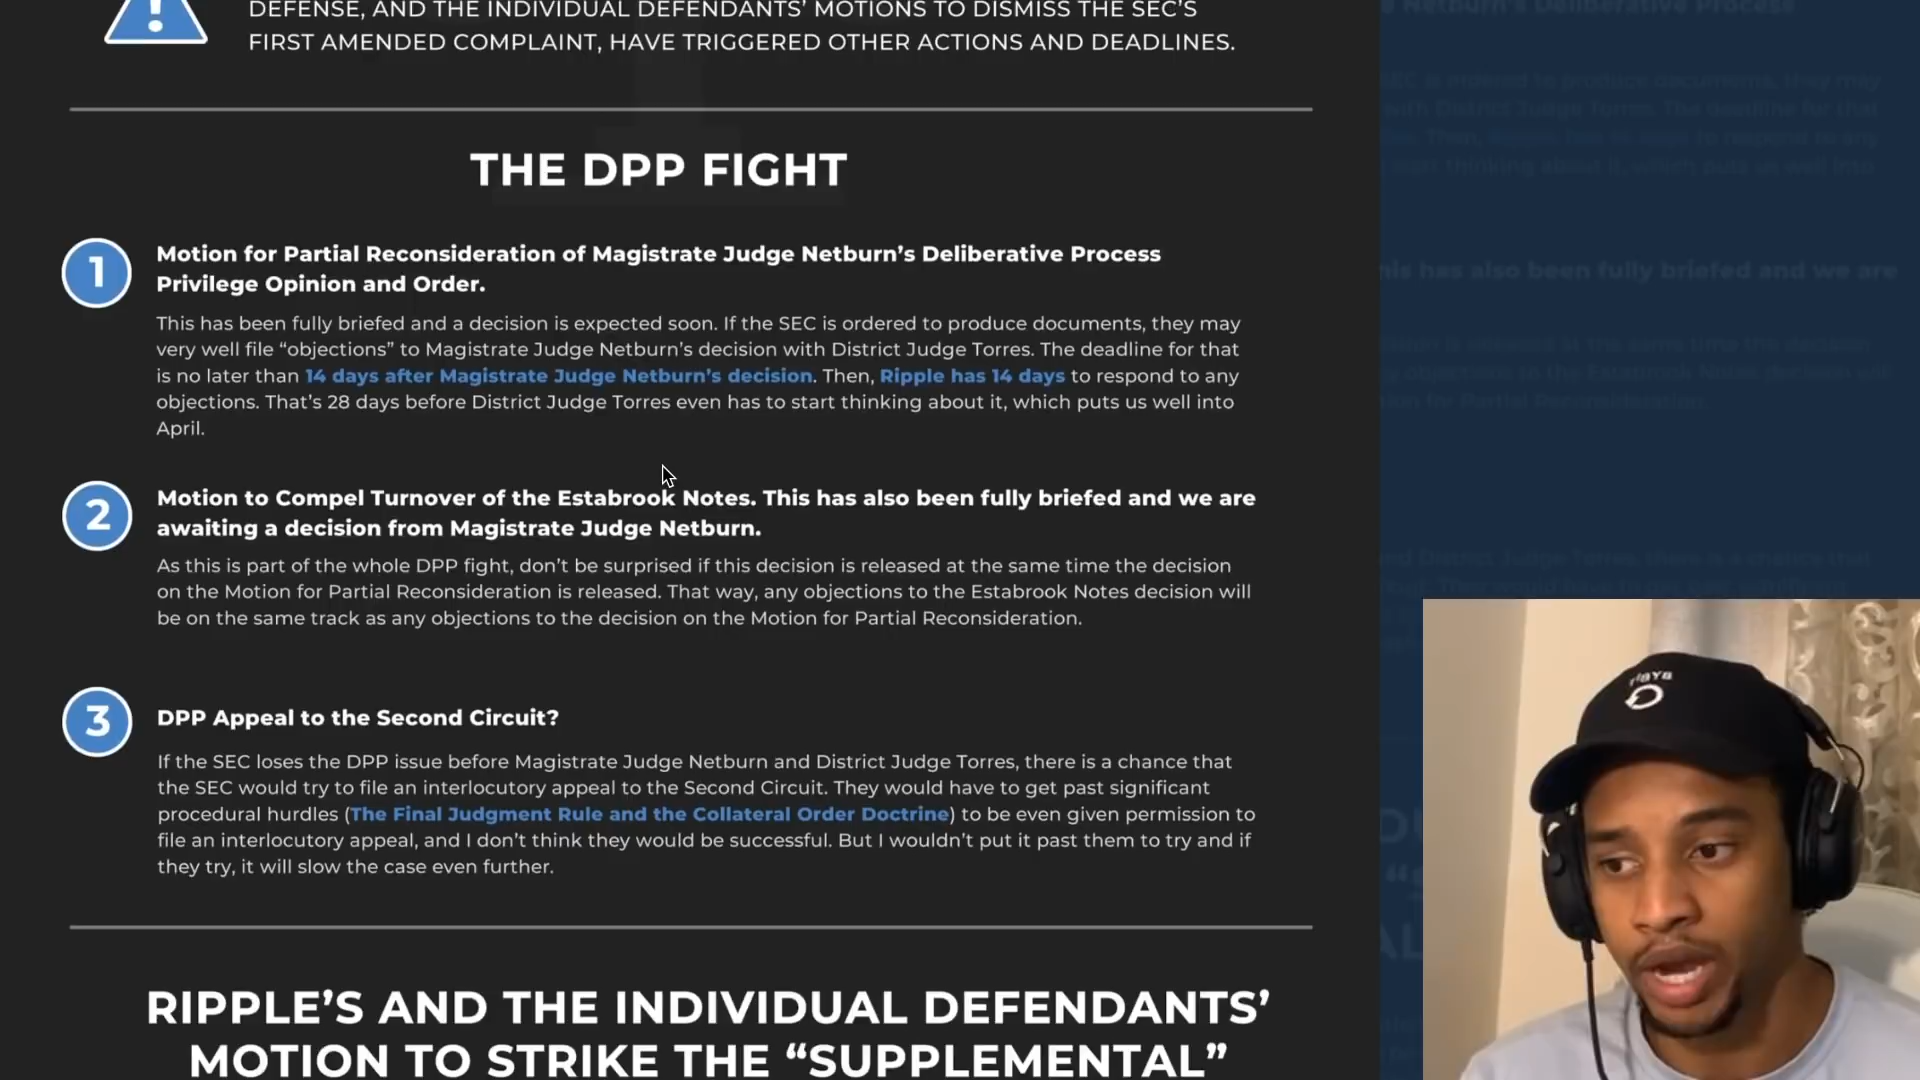 DEFENSE, AND THE INDIVIDUAL DEFENDANTS’ MOTIONS TO DISMISS THE SEC’S
FIRST AMENDED COMPLAINT, HAVE TRIGGERED OTHER ACTIONS AND DEADLINES.
THE DPP FIGHT
1
Motion for Partial Reconsideration of Magistrate Judge Netburn’s Deliberative Process
Privilege Opinion and Order.
This has been fully briefed and a decision is expected soon. If the SEC is ordered to produce documents, they may
very well file “objections” to Magistrate Judge Netburn’s decision with District Judge Torres. The deadline for that
is no later than 14 days after Magistrate Judge Netburn’s decision. Then, Ripple has 14 days to respond to any
objections. That’s 28 days before District Judge Torres even has to start thinking about it, which puts us well into
April.
2
Motion to Compel Turnover of the Estabrook Notes. This has also been fully briefed and we are
awaiting a decision from Magistrate Judge Netburn.
As this is part of the whole DPP fight, don’t be surprised if this decision is released at the same time the decision
on the Motion for Partial Reconsideration is released. That way, any objections to the Estabrook Notes decision will
be on the same track as any objections to the decision on the Motion for Partial Reconsideration.
3
DPP Appeal to the Second Circuit?
If the SEC loses the DPP issue before Magistrate Judge Netburn and District Judge Torres, there is a chance that
the SEC would try to file an interlocutory appeal to the Second Circuit. They would have to get past significant
procedural hurdles (The Final Judgment Rule and the Collateral Order Doctrine) to be even given permission to
file an interlocutory appeal, and I don’t think they would be successful. But I wouldn’t put it past them to try and if
they try, it will slow the case even further.
RIPPLE’S AND THE INDIVIDUAL DEFENDANTS’
MOTION TO STRIKE THE “SUPPLEMENTAL”